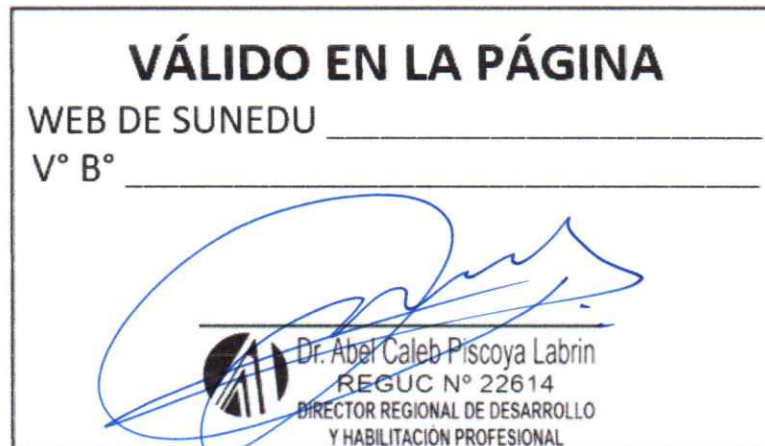 VÁLIDO EN LA PÁGINA
WEB DE SUNEDU
V° B°
Dr. Abel Caleb Piscoya Labrin
REGUC N° 22614
DIRECTOR REGIONAL DE DESARROLLO
Y HABILITACIÓN PROFESIONAL